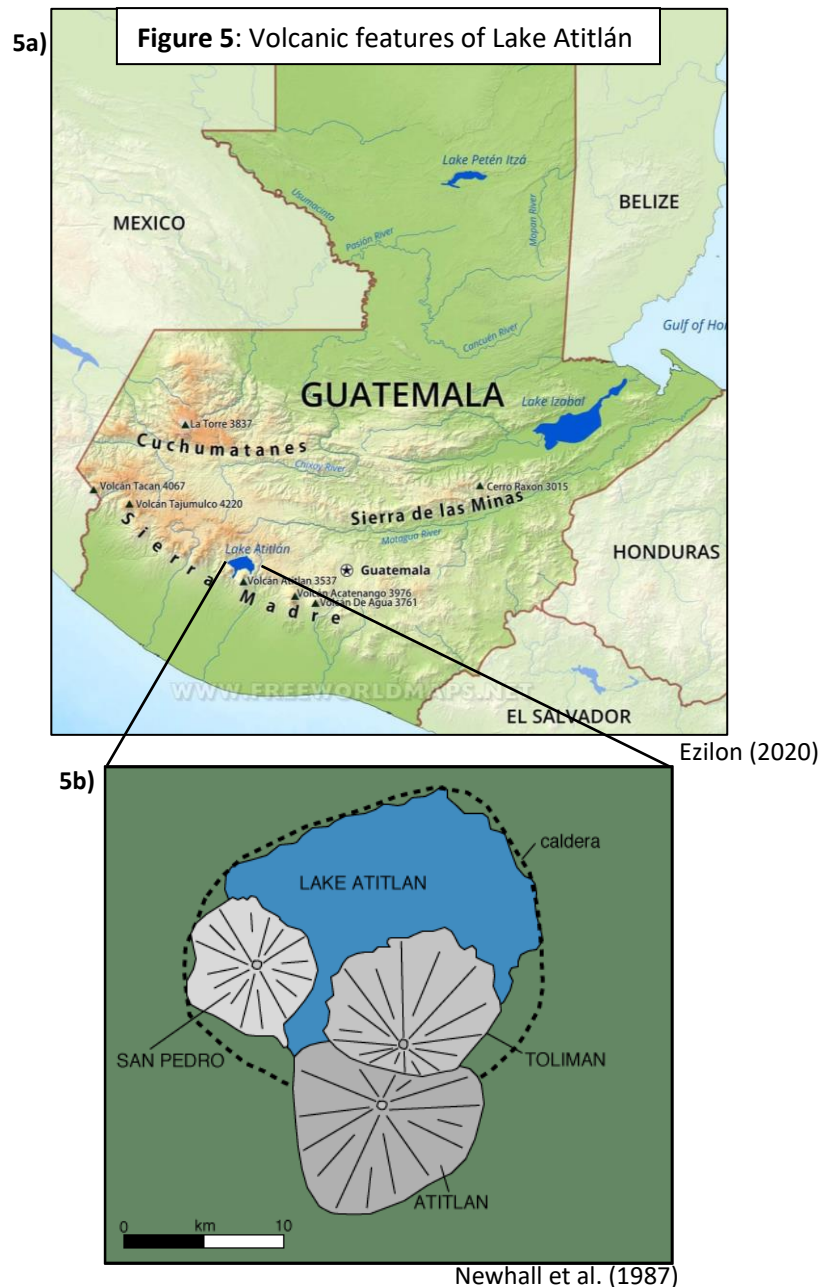 5a)
Figure 5: Volcanic features of Lake Atitlán
Lake Petén Itzá
BELIZE
MEXICO
Usumacinta
Mopan River
Pasión River
Gulf of Hon
Cancuén River
GUATEMALA
Lake Izabal
La Torre 3837
Cuchumatanes
Chixoy River
Volcán Tacan 4067
Cerro Raxon 3015
Volcán Tajumulco 4220
Sierra de las Minas
Motagua River
Sierra Madre
Lake Atitlán
HONDURAS
Guatemala
Volcán Atitlan 3537
Volcán Acatenango 3976
Volcán De Agua 3761
WWW.FREEWORLDMAPS.NET
EL SALVADOR
Ezilon (2020)
5b)
caldera
LAKE ATITLAN
SAN PEDRO
TOLIMAN
ATITLAN
0 km 10
Newhall et al. (1987)